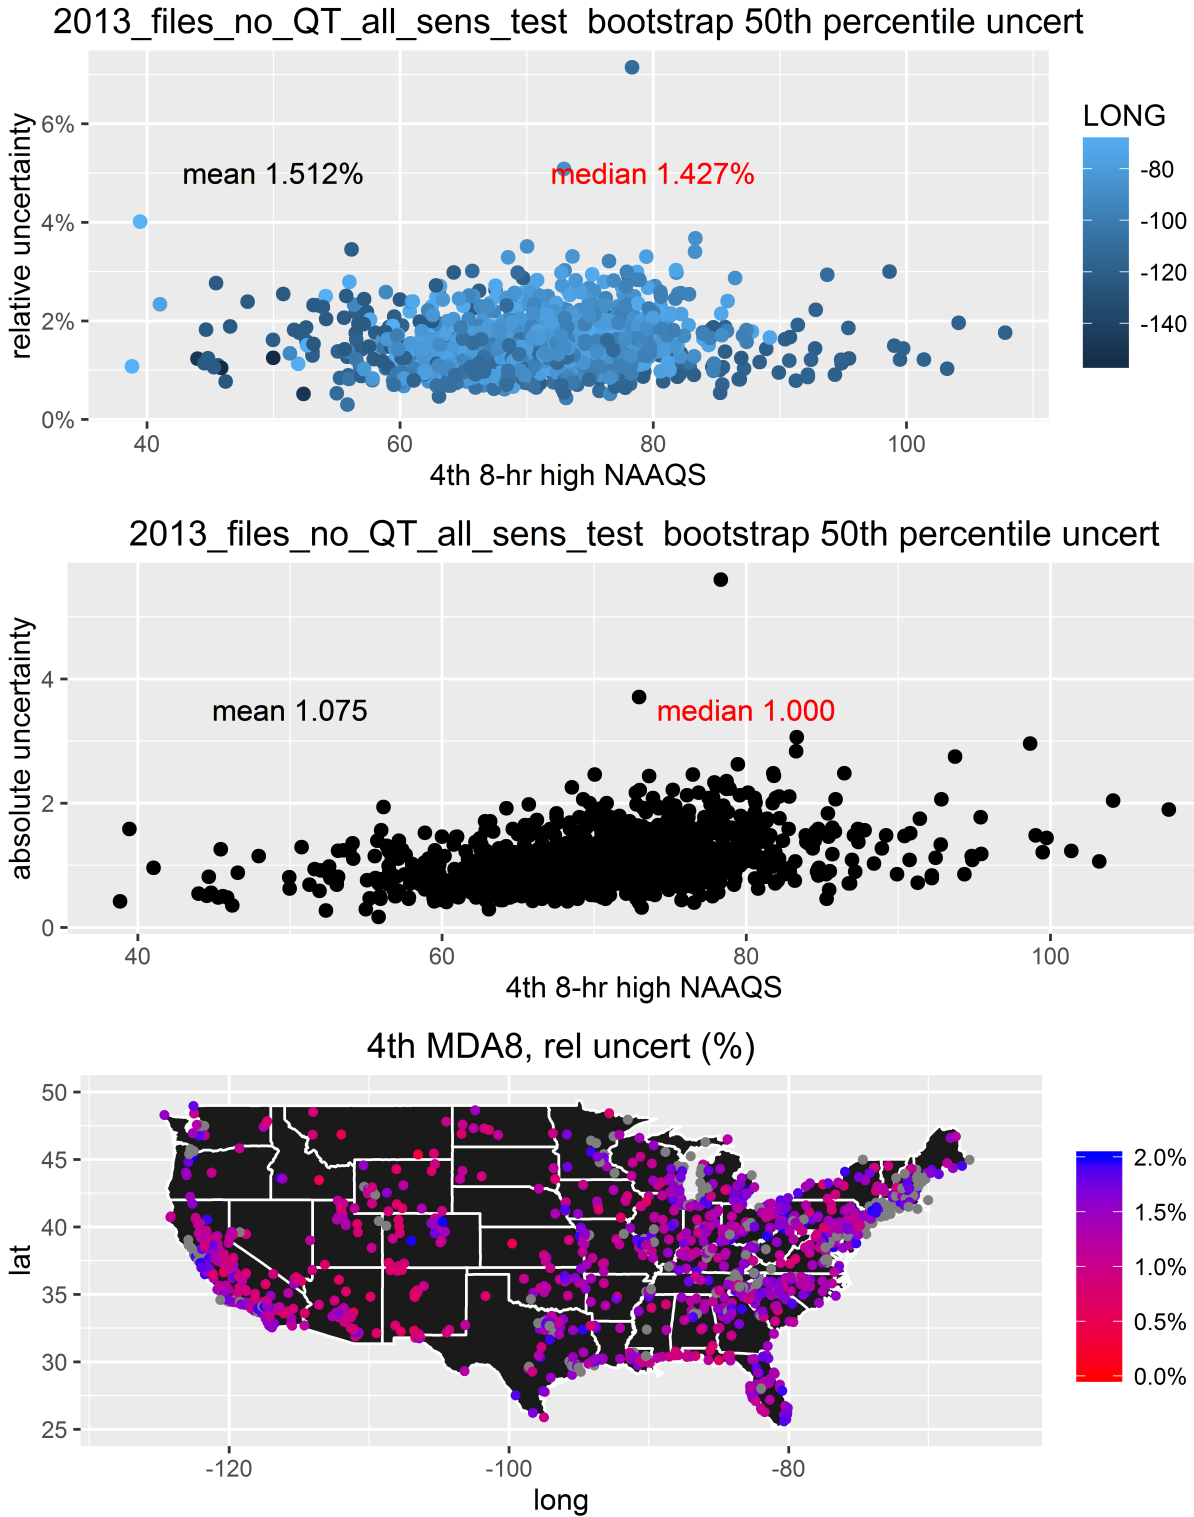 2013_files_no_QT_all_sens_test  bootstrap 50th percentile uncert
relative uncertainty
6%
4%
2%
0%
mean 1.512%
median 1.427%
40 60 80 100
4th 8-hr high NAAQS
LONG
-80
-100
-120
-140
2013_files_no_QT_all_sens_test  bootstrap 50th percentile uncert
absolute uncertainty
4
2
0
mean 1.075
median 1.000
40 60 80 100
4th 8-hr high NAAQS
4th MDA8, rel uncert (%)
lat
50
45
40
35
30
25
-120 -100 -80
long
2.0%
1.5%
1.0%
0.5%
0.0%